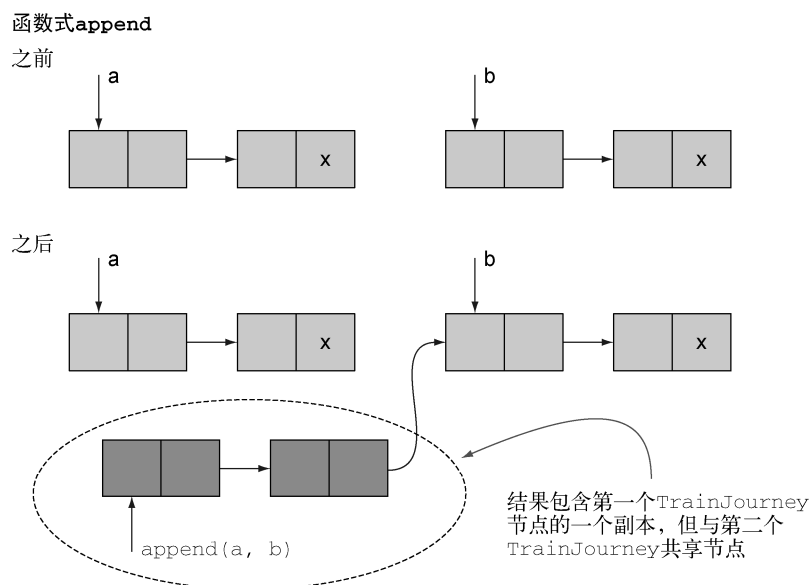 函数式append
之前
a
b
x
x
之后
a
b
x
x
append(a, b)
结果包含第一个TrainJourney
节点的一个副本，但与第二个
TrainJourney共享节点